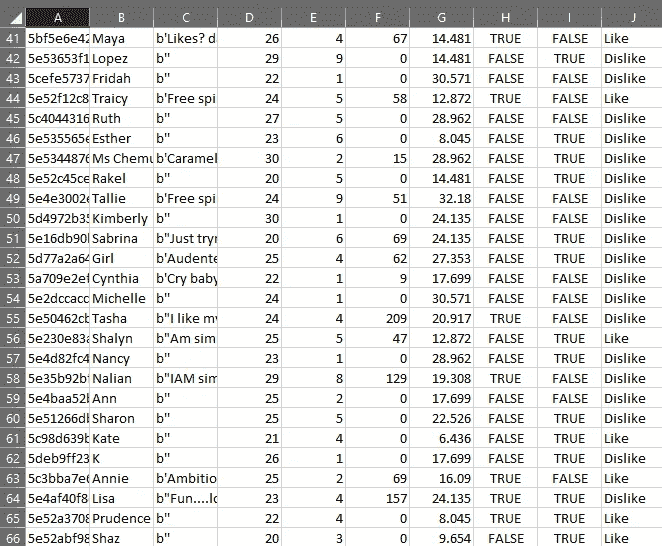 A B C D E F G H I J
41 5bf5e6e42 Maya b'Likes? d 26 4 67 14.481 TRUE FALSE Like
42 5e53653f1 Lopez b'' 29 9 0 14.481 FALSE TRUE Dislike
43 5cefe5737 Fridah b'' 22 1 0 30.571 FALSE FALSE Dislike
44 5e52f12c8 Traicy b'Free spi 24 5 58 12.872 TRUE FALSE Like
45 5c4044316 Ruth b'' 27 5 0 28.962 FALSE FALSE Dislike
46 5e535565e Esther b'' 23 6 0 8.045 FALSE TRUE Dislike
47 5e5344876 Ms Chemu b'Caramel 30 2 15 28.962 FALSE TRUE Dislike
48 5e52c45ce Rakel b'' 20 5 0 14.481 FALSE TRUE Dislike
49 5e4e3002e Tallie b'Free spi 24 9 51 32.18 FALSE FALSE Dislike
50 5d4972b35 Kimberly b'' 30 1 0 24.135 FALSE FALSE Dislike
51 5e16db90 Sabrina b"Just tryi 20 6 69 24.135 FALSE TRUE Dislike
52 5d77a2a64 Girl b'Audente 25 4 62 27.353 FALSE TRUE Dislike
53 5a709e2ef Cynthia b'Cry baby 22 1 9 17.699 FALSE FALSE Dislike
54 5e2dccacc Michelle b'' 24 1 0 30.571 FALSE FALSE Dislike
55 5e50462cb Tasha b"I like my 24 4 209 20.917 TRUE FALSE Dislike
56 5e230e83a Shalyn b"Am sim 25 5 47 12.872 FALSE TRUE Like
57 5e4d82fc4 Nancy b'' 23 1 0 28.962 FALSE TRUE Dislike
58 5e35b92b Nalian b"IAM sim 29 8 129 19.308 TRUE FALSE Dislike
59 5e4baa52 Ann b'' 25 2 0 17.699 FALSE FALSE Dislike
60 5e51266d Sharon b'' 25 5 0 22.526 FALSE TRUE Dislike
61 5c98d639 Kate b'' 21 4 0 6.436 FALSE TRUE Like
62 5deb9ff23 K b'' 26 1 0 17.699 FALSE TRUE Dislike
63 5c3bba7e Annie b'Ambitio 25 2 69 16.09 TRUE FALSE Like
64 5e4af40f8 Lisa b"Fun....lo 23 4 157 24.135 TRUE TRUE Dislike
65 5e52a3708 Prudence b'' 22 4 0 8.045 TRUE TRUE Like
66 5e52abf98 Shaz b'' 20 3 0 9.654 FALSE FALSE Dislike